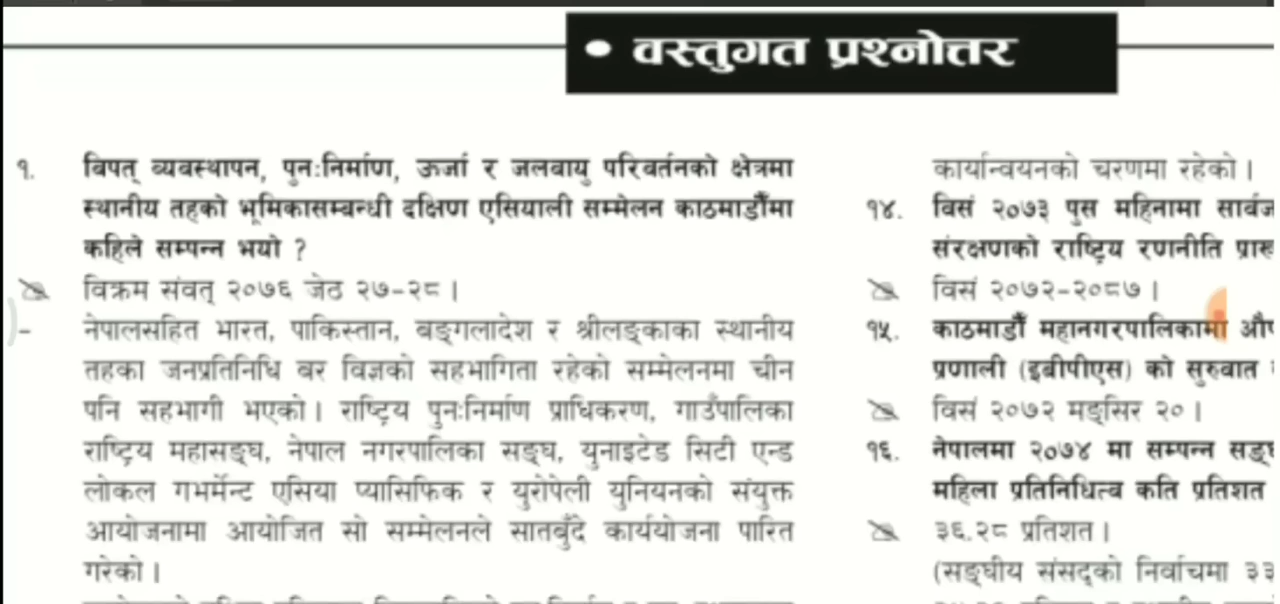 • वस्तुगत प्रश्नोत्तर
१. विपत् व्यवस्थापन, पुनःनिर्माण, ऊर्जा र जलवायु परिवर्तनको क्षेत्रमा
स्थानीय तहको भूमिकासम्बन्धी दक्षिण एसियाली सम्मेलन काठमाडौँमा
कहिले सम्पन्न भयो ?
विक्रम संवत् २०७६ जेठ २७-२८ ।
- नेपालसहित भारत, पाकिस्तान, बङ्गलादेश र श्रीलङ्काका स्थानीय
तहका जनप्रतिनिधि बर विज्ञको सहभागिता रहेको सम्मेलनमा चीन
पनि सहभागी भएको । राष्ट्रिय पुनःनिर्माण प्राधिकरण, गाउँपालिका
राष्ट्रिय महासङ्घ, नेपाल नगरपालिका सङ्घ, युनाइटेड सिटी एन्ड
लोकल गभर्मेन्ट एसिया प्यासिफिक र युरोपेली युनियनको संयुक्त
आयोजनामा आयोजित सो सम्मेलनले सातबुँदे कार्ययोजना पारित
गरेको ।
कार्यान्वयनको चरणमा रहेको ।
१४. विसं २०७३ पुस महिनामा
संरक्षणको राष्ट्रिय रणनीति
विसं २०७२-२०८७ ।
१५. काठमाडौँ महानगरपालिकामा
प्रणाली (इबीपीएस) को सुरुवात
विसं २०७२ मङ्सिर २० ।
१६. नेपालमा २०७४ मा सम्पन्न
महिला प्रतिनिधित्व कति प्रतिशत
३६.२८ प्रतिशत ।
(सङ्घीय संसद्को निर्वाचमा